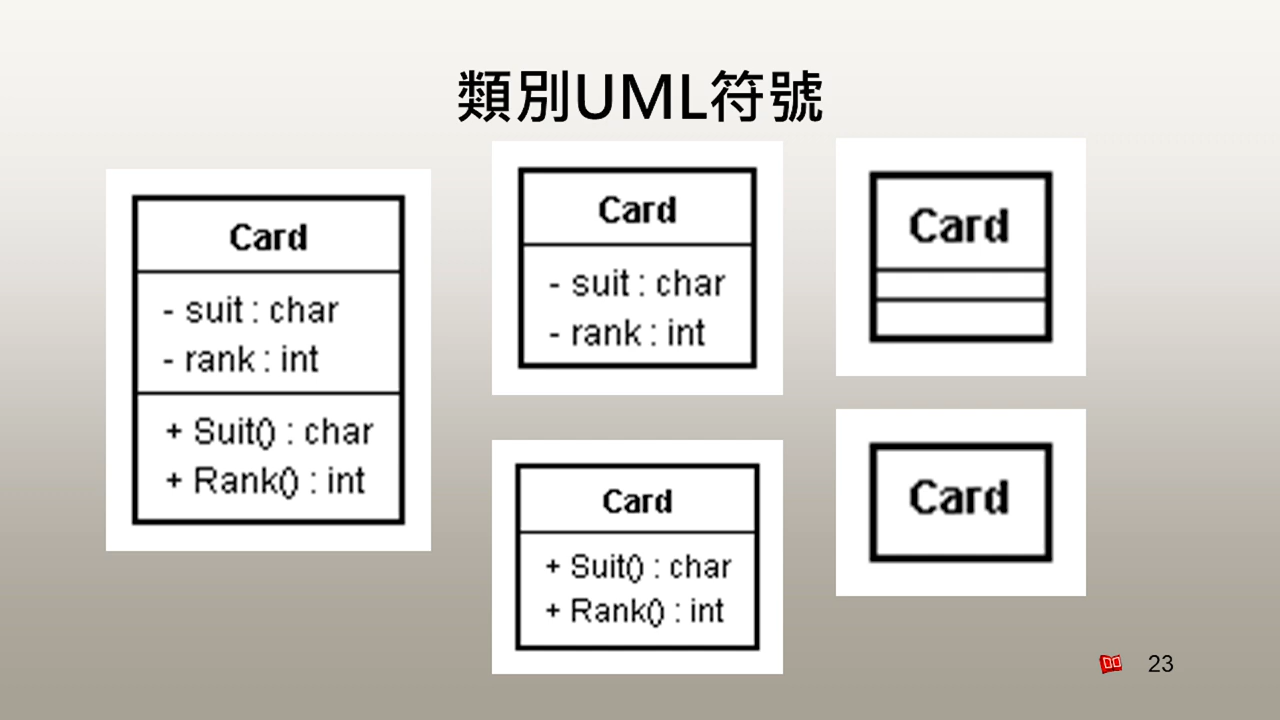 類別UML符號
Card
- suit : char
- rank : int
+ Suit() : char
+ Rank() : int
Card
- suit : char
- rank : int
Card
+ Suit() : char
+ Rank() : int
Card
Card
23